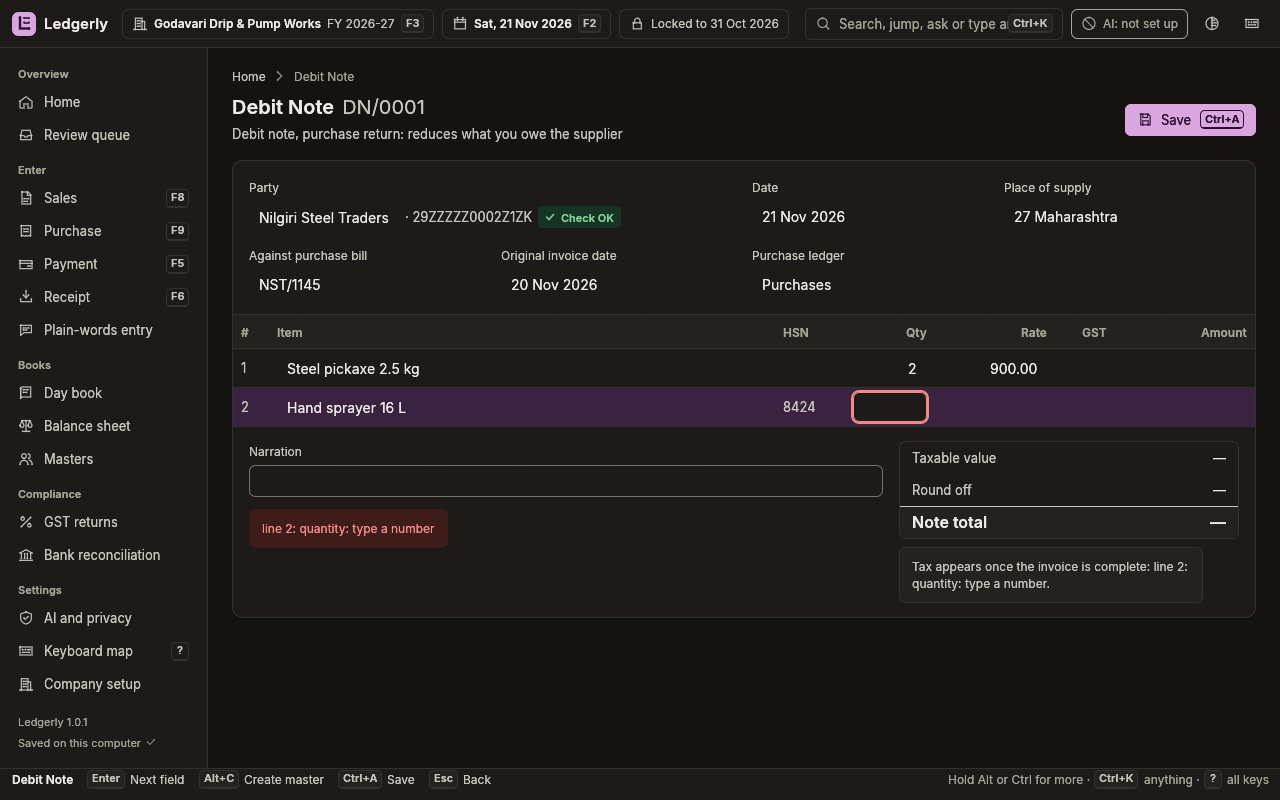 Ledgerly
Godavari Drip & Pump Works FY 2026-27 F3
Sat, 21 Nov 2026 F2
Locked to 31 Oct 2026
Search, jump, ask or type a Ctrl+K
AI: not set up
Overview
Home
Review queue
Enter
Sales F8
Purchase F9
Payment F5
Receipt F6
Plain-words entry
Books
Day book
Balance sheet
Masters
Compliance
GST returns
Bank reconciliation
Settings
AI and privacy
Keyboard map ?
Company setup
Ledgerly 1.0.1
Saved on this computer
Home Debit Note
Debit Note DN/0001
Debit note, purchase return: reduces what you owe the supplier
Save Ctrl+A
Party Date Place of supply
Nilgiri Steel Traders · 29ZZZZZ0002Z1ZK Check OK 21 Nov 2026 27 Maharashtra
Against purchase bill Original invoice date Purchase ledger
NST/1145 20 Nov 2026 Purchases
# Item HSN Qty Rate GST Amount
1 Steel pickaxe 2.5 kg 2 900.00
2 Hand sprayer 16 L 8424
Narration
line 2: quantity: type a number
Taxable value —
Round off —
Note total —
Tax appears once the invoice is complete: line 2:
quantity: type a number.
Debit Note Enter Next field Alt+C Create master Ctrl+A Save Esc Back
Hold Alt or Ctrl for more · Ctrl+K anything · ? all keys